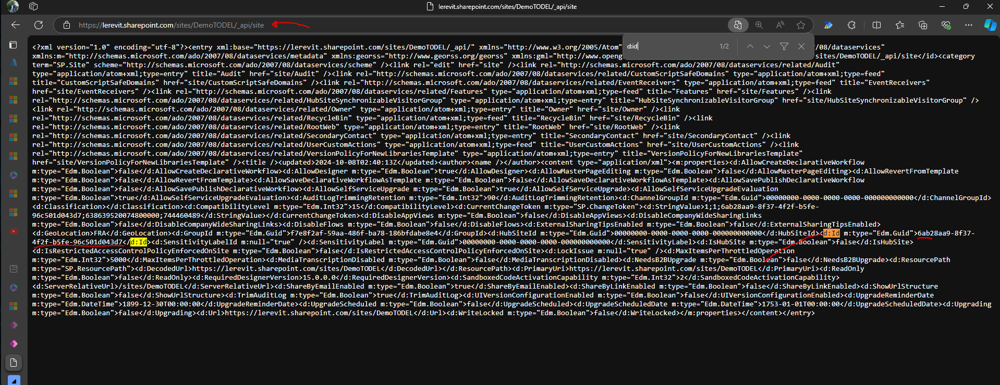 lerevit.sharepoint.com/sites/DemoTODEL/_api/site
https://lerevit.sharepoint.com/sites/DemoTODEL/_api/site
d:id 1/2
<?xml version="1.0" encoding="utf-8"?><entry xml:base="https://lerevit.sharepoint.com/sites/DemoTODEL/_api/" xmlns="http://www.w3.org/2005/Atom" /08/dataservices"
xmlns:m="http://schemas.microsoft.com/ado/2007/08/dataservices/metadata" xmlns:georss="http://www.georss.org/georss" xmlns:gml="http://www.openg sites/DemoTODEL/_api/site</id><category
term="SP.Site" scheme="http://schemas.microsoft.com/ado/2007/08/dataservices/scheme" /><link rel="edit" href="site" /><link rel="http://schemas.microsoft.com/ado/2007/08/dataservices/related/Audit"
type="application/atom+xml;type=entry" title="Audit" href="site/Audit" /><link rel="http://schemas.microsoft.com/ado/2007/08/dataservices/related/CustomScriptSafeDomains" type="application/atom+xml;type=feed"
title="CustomScriptSafeDomains" href="site/CustomScriptSafeDomains" /><link rel="http://schemas.microsoft.com/ado/2007/08/dataservices/related/EventReceivers" type="application/atom+xml;type=feed" title="EventReceivers"
href="site/EventReceivers" /><link rel="http://schemas.microsoft.com/ado/2007/08/dataservices/related/Features" type="application/atom+xml;type=feed" title="Features" href="site/Features" /><link
rel="http://schemas.microsoft.com/ado/2007/08/dataservices/related/HubSiteSynchronizableVisitorGroup" type="application/atom+xml;type=entry" title="HubSiteSynchronizableVisitorGroup" href="site/HubSiteSynchronizableVisitorGroup" />
<link rel="http://schemas.microsoft.com/ado/2007/08/dataservices/related/Owner" type="application/atom+xml;type=entry" title="Owner" href="site/Owner" /><link
rel="http://schemas.microsoft.com/ado/2007/08/dataservices/related/RecycleBin" type="application/atom+xml;type=feed" title="RecycleBin" href="site/RecycleBin" /><link
rel="http://schemas.microsoft.com/ado/2007/08/dataservices/related/RootWeb" type="application/atom+xml;type=entry" title="RootWeb" href="site/RootWeb" /><link
rel="http://schemas.microsoft.com/ado/2007/08/dataservices/related/SecondaryContact" type="application/atom+xml;type=entry" title="SecondaryContact" href="site/SecondaryContact" /><link
rel="http://schemas.microsoft.com/ado/2007/08/dataservices/related/UserCustomActions" type="application/atom+xml;type=feed" title="UserCustomActions" href="site/UserCustomActions" /><link
rel="http://schemas.microsoft.com/ado/2007/08/dataservices/related/VersionPolicyForNewLibrariesTemplate" type="application/atom+xml;type=entry" title="VersionPolicyForNewLibrariesTemplate"
href="site/VersionPolicyForNewLibrariesTemplate" /><title /><updated>2024-10-08T02:40:13Z</updated><author><name /></author><content type="application/xml"><m:properties><d:AllowCreateDeclarativeWorkflow
m:type="Edm.Boolean">false</d:AllowCreateDeclarativeWorkflow><d:AllowDesigner m:type="Edm.Boolean">true</d:AllowDesigner><d:AllowMasterPageEditing m:type="Edm.Boolean">false</d:AllowMasterPageEditing><d:AllowRevertFromTemplate
m:type="Edm.Boolean">false</d:AllowRevertFromTemplate><d:AllowSaveDeclarativeWorkflowAsTemplate m:type="Edm.Boolean">false</d:AllowSaveDeclarativeWorkflowAsTemplate><d:AllowSavePublishDeclarativeWorkflow
m:type="Edm.Boolean">false</d:AllowSavePublishDeclarativeWorkflow><d:AllowSelfServiceUpgrade m:type="Edm.Boolean">true</d:AllowSelfServiceUpgrade><d:AllowSelfServiceUpgradeEvaluation
m:type="Edm.Boolean">true</d:AllowSelfServiceUpgradeEvaluation><d:AuditLogTrimmingRetention m:type="Edm.Int32">90</d:AuditLogTrimmingRetention><d:ChannelGroupId m:type="Edm.Guid">00000000-0000-0000-0000-000000000000</d:ChannelGroupId>
<d:Classification></d:Classification><d:CompatibilityLevel m:type="Edm.Int32">15</d:CompatibilityLevel><d:CurrentChangeToken m:type="SP.ChangeToken"><d:StringValue>1;1;6ab28aa9-8f37-4f2f-b5fe-
96c501d043d7;638639520074800000;744460489</d:StringValue></d:CurrentChangeToken><d:DisableAppViews m:type="Edm.Boolean">false</d:DisableAppViews><d:DisableCompanyWideSharingLinks
m:type="Edm.Boolean">false</d:DisableCompanyWideSharingLinks><d:DisableFlows m:type="Edm.Boolean">false</d:DisableFlows><d:ExternalSharingTipsEnabled m:type="Edm.Boolean">false</d:ExternalSharingTipsEnabled>
<d:GeoLocation>FRA</d:GeoLocation><d:GroupId m:type="Edm.Guid">f7e8f2af-59aa-486f-ba78-186bfdabe8e4</d:GroupId><d:HubSiteId m:type="Edm.Guid">00000000-0000-0000-0000-000000000000</d:HubSiteId><d:Id m:type="Edm.Guid">6ab28aa9-8f37-
4f2f-b5fe-96c501d043d7</d:Id><d:SensitivityLabelId m:null="true" /><d:SensitivityLabel m:type="Edm.Guid">00000000-0000-0000-0000-000000000000</d:SensitivityLabel><d:IsHubSite m:type="Edm.Boolean">false</d:IsHubSite>
<d:IsRestrictedAccessControlPolicyEnforcedOnSite m:type="Edm.Boolean">false</d:IsRestrictedAccessControlPolicyEnforcedOnSite><d:LockIssue m:null="true" /><d:MaxItemsPerThrottledOperation
m:type="Edm.Int32">5000</d:MaxItemsPerThrottledOperation><d:MediaTranscriptionDisabled m:type="Edm.Boolean">false</d:MediaTranscriptionDisabled><d:NeedsB2BUpgrade m:type="Edm.Boolean">false</d:NeedsB2BUpgrade><d:ResourcePath
m:type="SP.ResourcePath"><d:DecodedUrl>https://lerevit.sharepoint.com/sites/DemoTODEL</d:DecodedUrl></d:ResourcePath><d:PrimaryUri>https://lerevit.sharepoint.com/sites/DemoTODEL</d:PrimaryUri><d:ReadOnly
m:type="Edm.Boolean">false</d:ReadOnly><d:RequiredDesignerVersion>15.0.0.0</d:RequiredDesignerVersion><d:SandboxedCodeActivationCapability m:type="Edm.Int32">2</d:SandboxedCodeActivationCapability>
<d:ServerRelativeUrl>/sites/DemoTODEL</d:ServerRelativeUrl><d:ShareByEmailEnabled m:type="Edm.Boolean">true</d:ShareByEmailEnabled><d:ShareByLinkEnabled m:type="Edm.Boolean">false</d:ShareByLinkEnabled><d:ShowUrlStructure
m:type="Edm.Boolean">false</d:ShowUrlStructure><d:TrimAuditLog m:type="Edm.Boolean">true</d:TrimAuditLog><d:UIVersionConfigurationEnabled m:type="Edm.Boolean">false</d:UIVersionConfigurationEnabled><d:UpgradeReminderDate
m:type="Edm.DateTime">1899-12-30T00:00:00</d:UpgradeReminderDate><d:UpgradeScheduled m:type="Edm.Boolean">false</d:UpgradeScheduled><d:UpgradeScheduledDate m:type="Edm.DateTime">1753-01-01T00:00:00</d:UpgradeScheduledDate><d:Upgrading
m:type="Edm.Boolean">false</d:Upgrading><d:Url>https://lerevit.sharepoint.com/sites/DemoTODEL</d:Url><d:WriteLocked m:type="Edm.Boolean">false</d:WriteLocked></m:properties></content></entry>